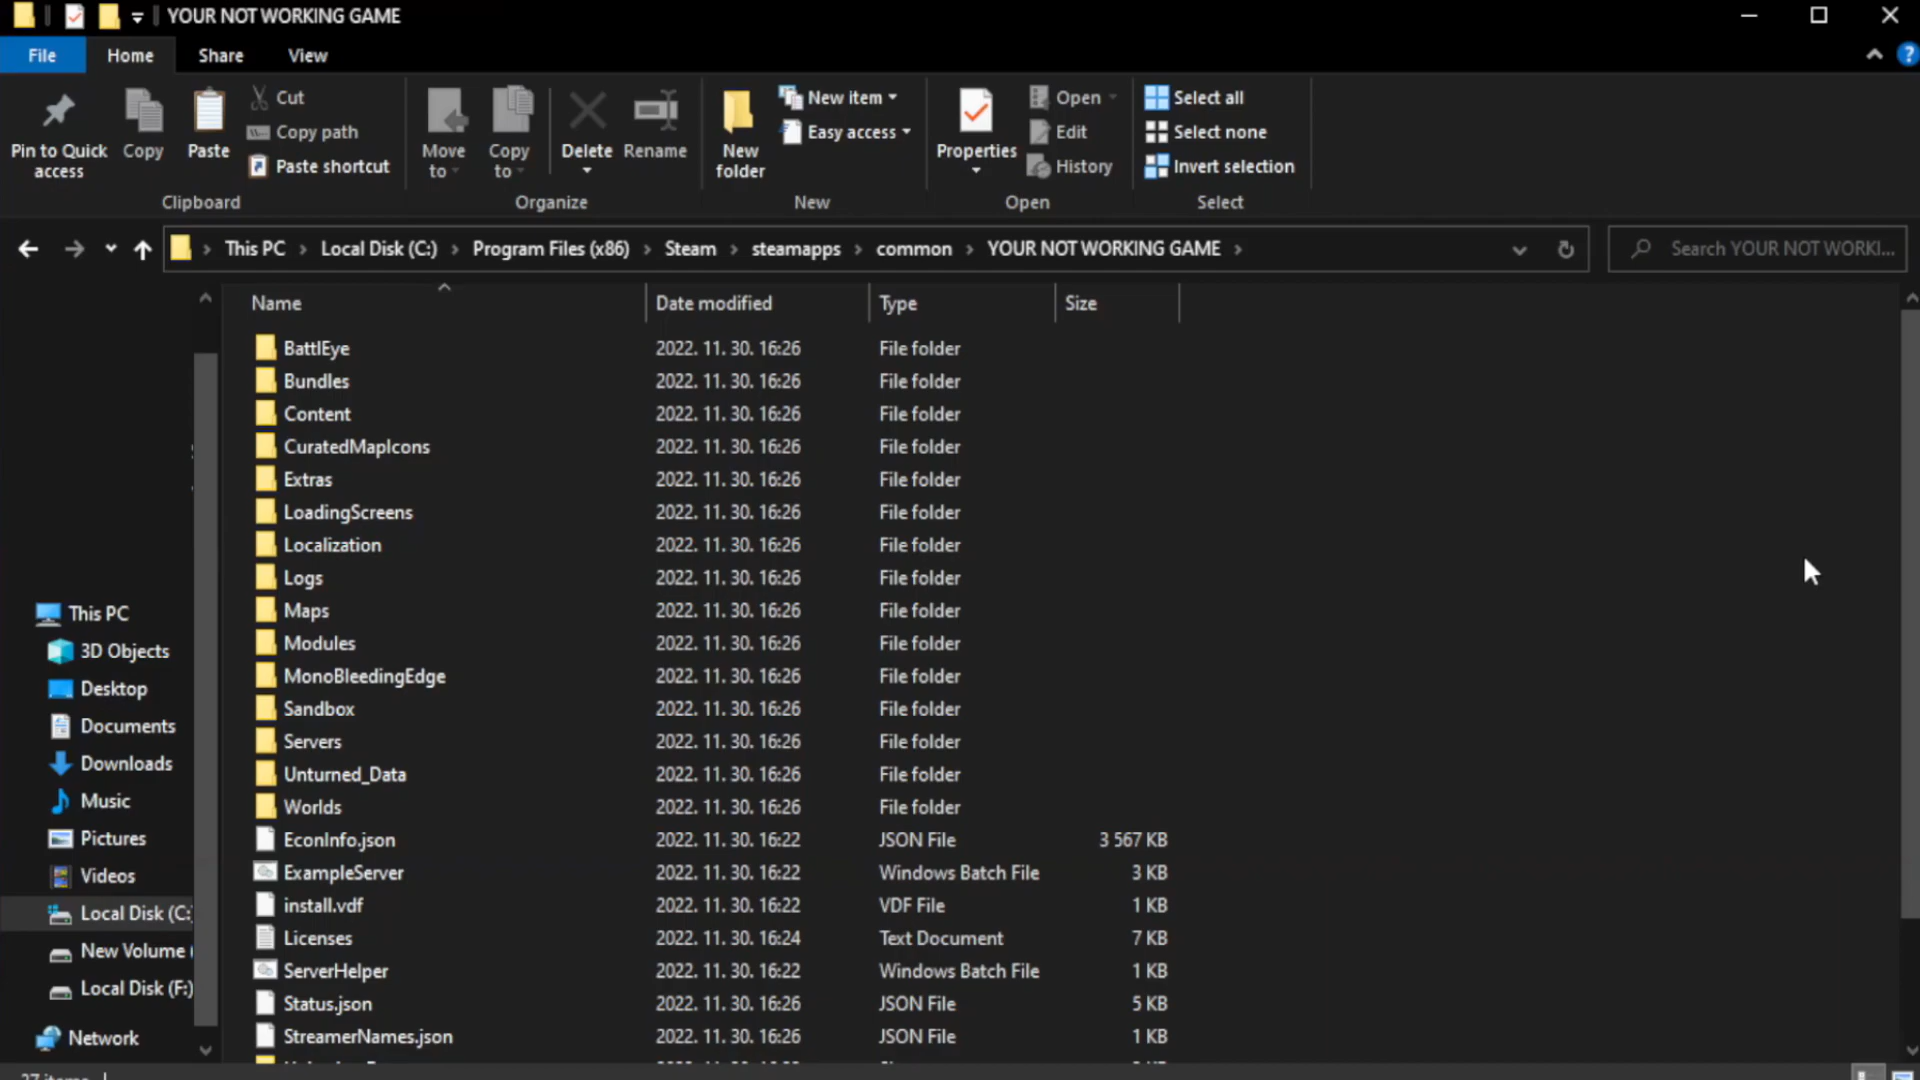 YOUR NOT WORKING GAME
File Home Share View
Pin to Quick access
Copy
Paste
Cut
Copy path
Paste shortcut
Clipboard
Move to
Copy to
Delete
Rename
Organize
New folder
New item
Easy access
New
Properties
Open
Edit
History
Open
Select all
Select none
Invert selection
Select
This PC > Local Disk (C:) > Program Files (x86) > Steam > steamapps > common > YOUR NOT WORKING GAME >
Search YOUR NOT WORKI...
This PC
3D Objects
Desktop
Documents
Downloads
Music
Pictures
Videos
Local Disk (C:
New Volume (
Local Disk (F:)
Network
Name Date modified Type Size
BattlEye 2022. 11. 30. 16:26 File folder
Bundles 2022. 11. 30. 16:26 File folder
Content 2022. 11. 30. 16:26 File folder
CuratedMapIcons 2022. 11. 30. 16:26 File folder
Extras 2022. 11. 30. 16:26 File folder
LoadingScreens 2022. 11. 30. 16:26 File folder
Localization 2022. 11. 30. 16:26 File folder
Logs 2022. 11. 30. 16:26 File folder
Maps 2022. 11. 30. 16:26 File folder
Modules 2022. 11. 30. 16:26 File folder
MonoBleedingEdge 2022. 11. 30. 16:26 File folder
Sandbox 2022. 11. 30. 16:26 File folder
Servers 2022. 11. 30. 16:26 File folder
Unturned_Data 2022. 11. 30. 16:26 File folder
Worlds 2022. 11. 30. 16:26 File folder
EconInfo.json 2022. 11. 30. 16:22 JSON File 3 567 KB
ExampleServer 2022. 11. 30. 16:22 Windows Batch File 3 KB
install.vdf 2022. 11. 30. 16:22 VDF File 1 KB
Licenses 2022. 11. 30. 16:24 Text Document 7 KB
ServerHelper 2022. 11. 30. 16:22 Windows Batch File 1 KB
Status.json 2022. 11. 30. 16:26 JSON File 5 KB
StreamerNames.json 2022. 11. 30. 16:26 JSON File 1 KB